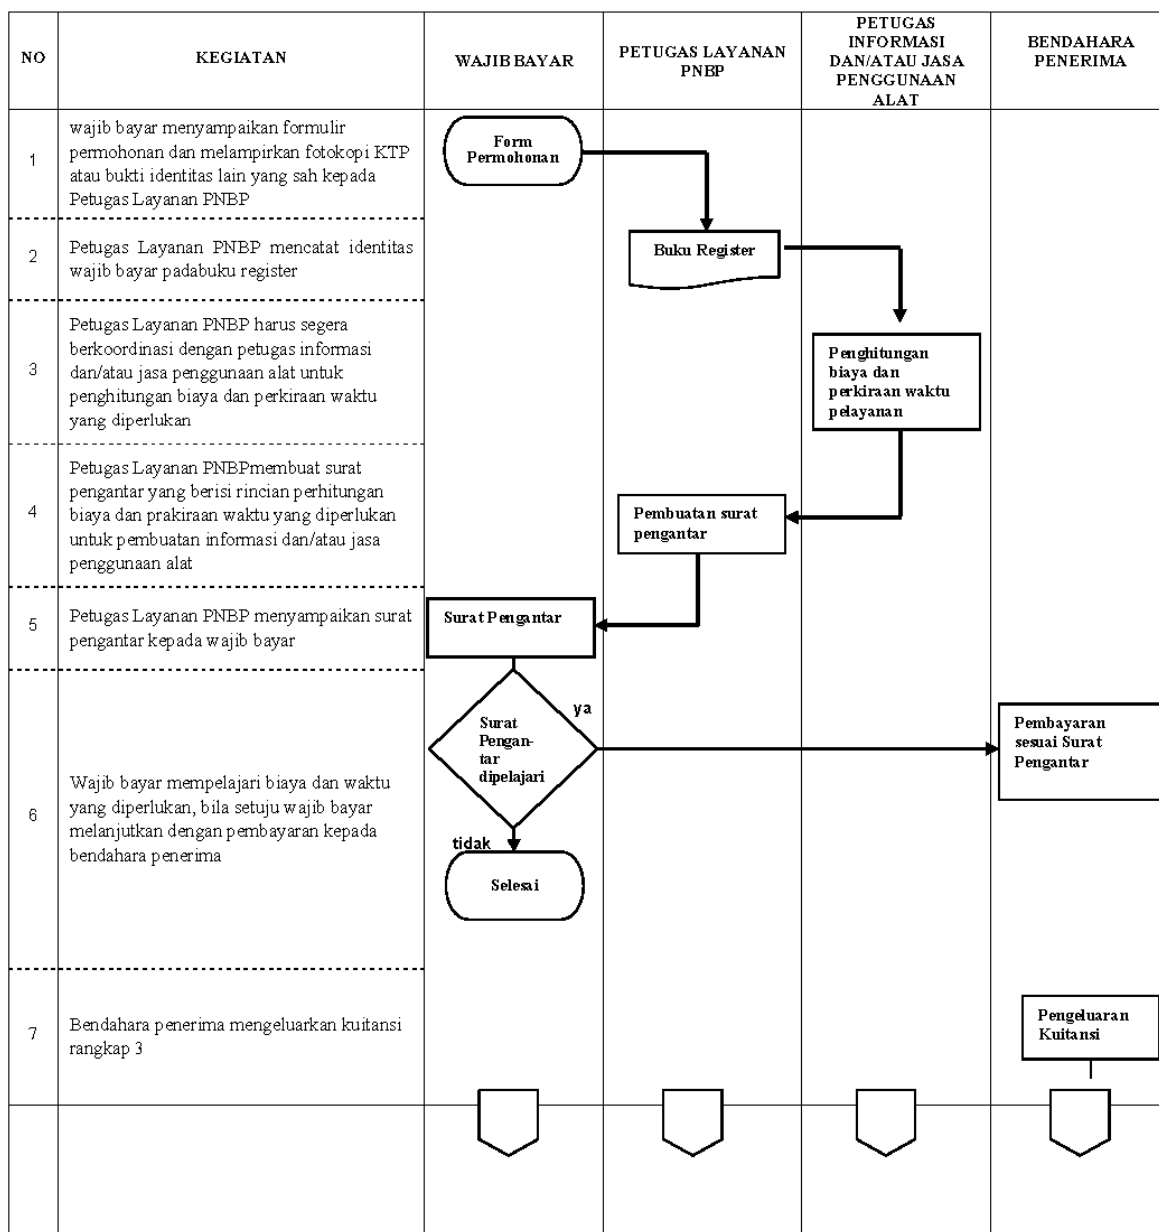 NO
KEGIATAN
WAJIB BAYAR
PETUGAS LAYANAN
PNBP
PETUGAS
INFORMASI
DAN/ATAU JASA
PENGGUNAAN
ALAT
BENDAHARA
PENERIMA
1
wajib bayar menyampaikan formulir
permohonan dan melampirkan fotokopi KTP
atau bukti identitas lain yang sah kepada
Petugas Layanan PNBP
Form
Permohonan
2
Petugas Layanan PNBP mencatat identitas
wajib bayar padabuku register
Buku Register
3
Petugas Layanan PNBP harus segera
berkoordinasi dengan petugas informasi
dan/atau jasa penggunaan alat untuk
penghitungan biaya dan perkiraan waktu
yang diperlukan
Penghitungan
biaya dan
perkiraan waktu
pelayanan
4
Petugas Layanan PNBPmembuat surat
pengantar yang berisi rincian perhitungan
biaya dan prakiraan waktu yang diperlukan
untuk pembuatan informasi dan/atau jasa
penggunaan alat
Pembuatan surat
pengantar
5
Petugas Layanan PNBP menyampaikan surat
pengantar kepada wajib bayar
Surat Pengantar
6
Wajib bayar mempelajari biaya dan waktu
yang diperlukan, bila setuju wajib bayar
melanjutkan dengan pembayaran kepada
bendahara penerima
Surat
Pengan-
tar
dipelajari
ya
tidak
Selesai
Pembayaran
sesuai Surat
Pengantar
7
Bendahara penerima mengeluarkan kuitansi
rangkap 3
Pengeluaran
Kuitansi